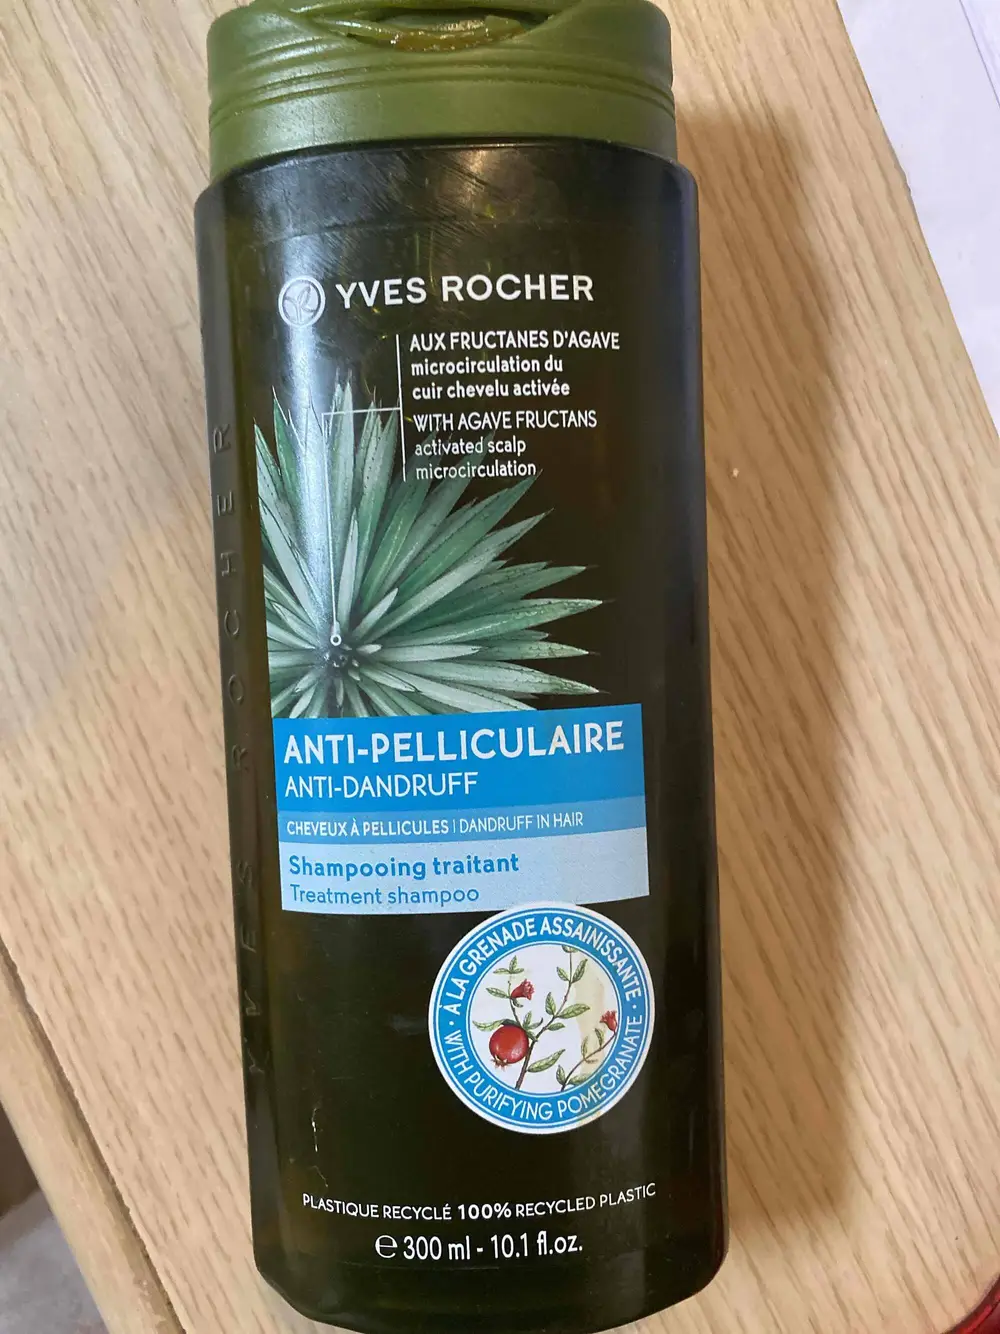 YVES ROCHER
AUX FRUCTANES D'AGAVE
microcirculation du
cuir chevelu activée
WITH AGAVE FRUCTANS
activated scalp
microcirculation
YVES ROCHER
ANTI-PELLICULAIRE
ANTI-DANDRUFF
CHEVEUX À PELLICULES | DANDRUFF IN HAIR
Shampooing traitant
Treatment shampoo
· À LA GRENADE ASSAINISSANTE ·
WITH PURIFYING POMEGRANATE
PLASTIQUE RECYCLÉ 100% RECYCLED PLASTIC
℮ 300 ml - 10.1 fl.oz.